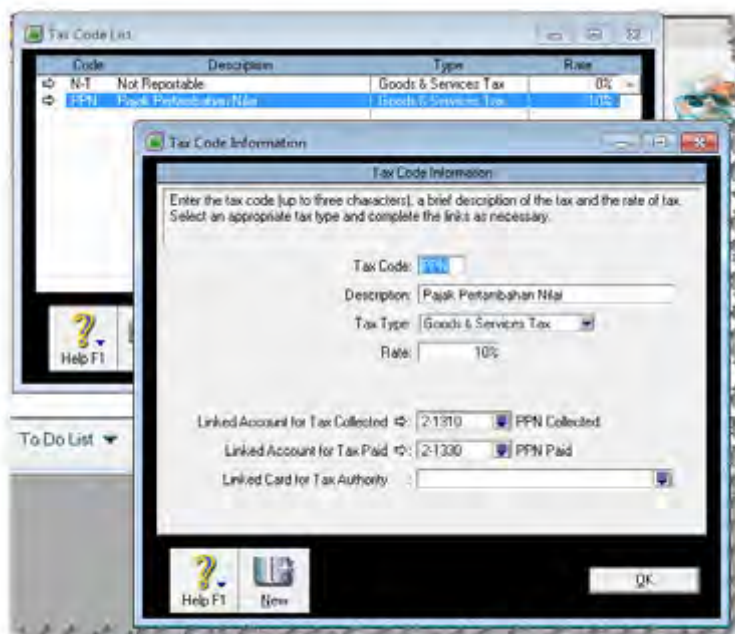 Tax Code List
Code Description Type Rate
N-T Not Reportable Goods & Services Tax 0%
PPN Pajak Pertambahan Nilai Goods & Services Tax 10%
Tax Code Information
Tax Code Information
Enter the tax code (up to three characters), a brief description of the tax and the rate of tax.
Select an appropriate tax type and complete the links as necessary.
Tax Code: PPN
Description: Pajak Pertambahan Nilai
Tax Type: Goods & Services Tax
Rate: 10%
Help F1
Linked Account for Tax Collected 2-1310 PPN Collected
To Do List
Linked Account for Tax Paid 2-1330 PPN Paid
Linked Card for Tax Authority :
Help F1 New OK